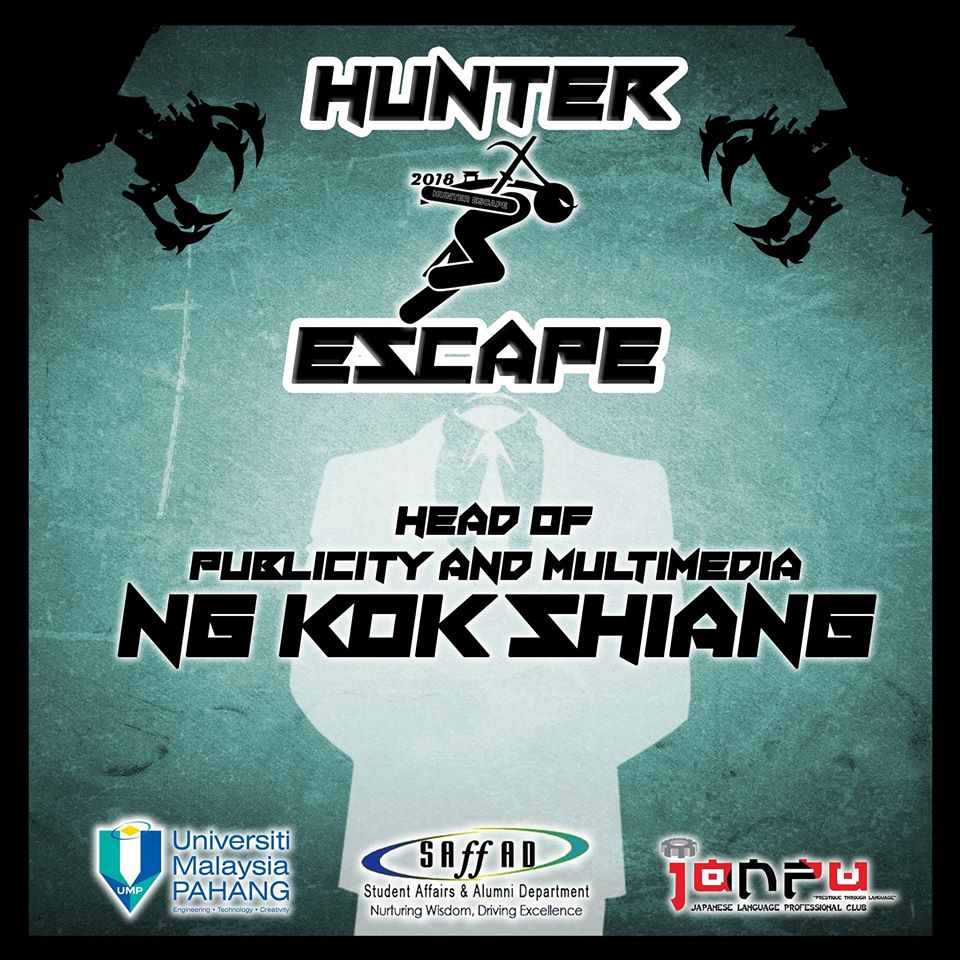 HUNTER
2018
HUNTER ESCAPE
ESCAPE
HEAD OF
PUBLICITY AND MULTIMEDIA
NG KOK SHIANG
UMP
Universiti
Malaysia
PAHANG
Engineering • Technology • Creativity
SAffAD
Student Affairs & Alumni Department
Nurturing Wisdom, Driving Excellence
JANPU
"PRESTIQUE THROUGH LANGUAGE"
JAPANESE LANGUAGE PROFESSIONAL CLUB